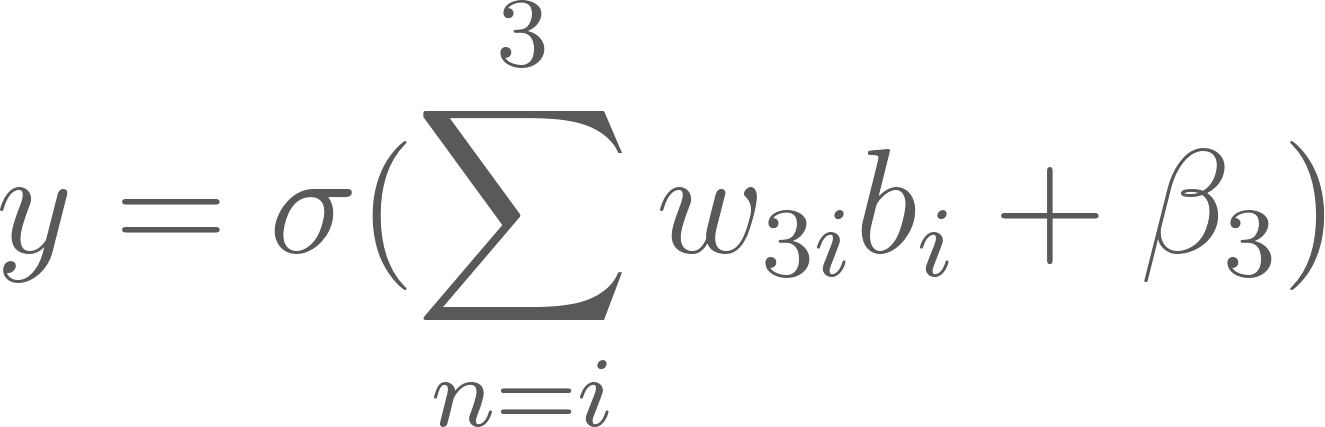 y = σ(∑_{n=i}^{3} w_{3i} b_i + β_3)